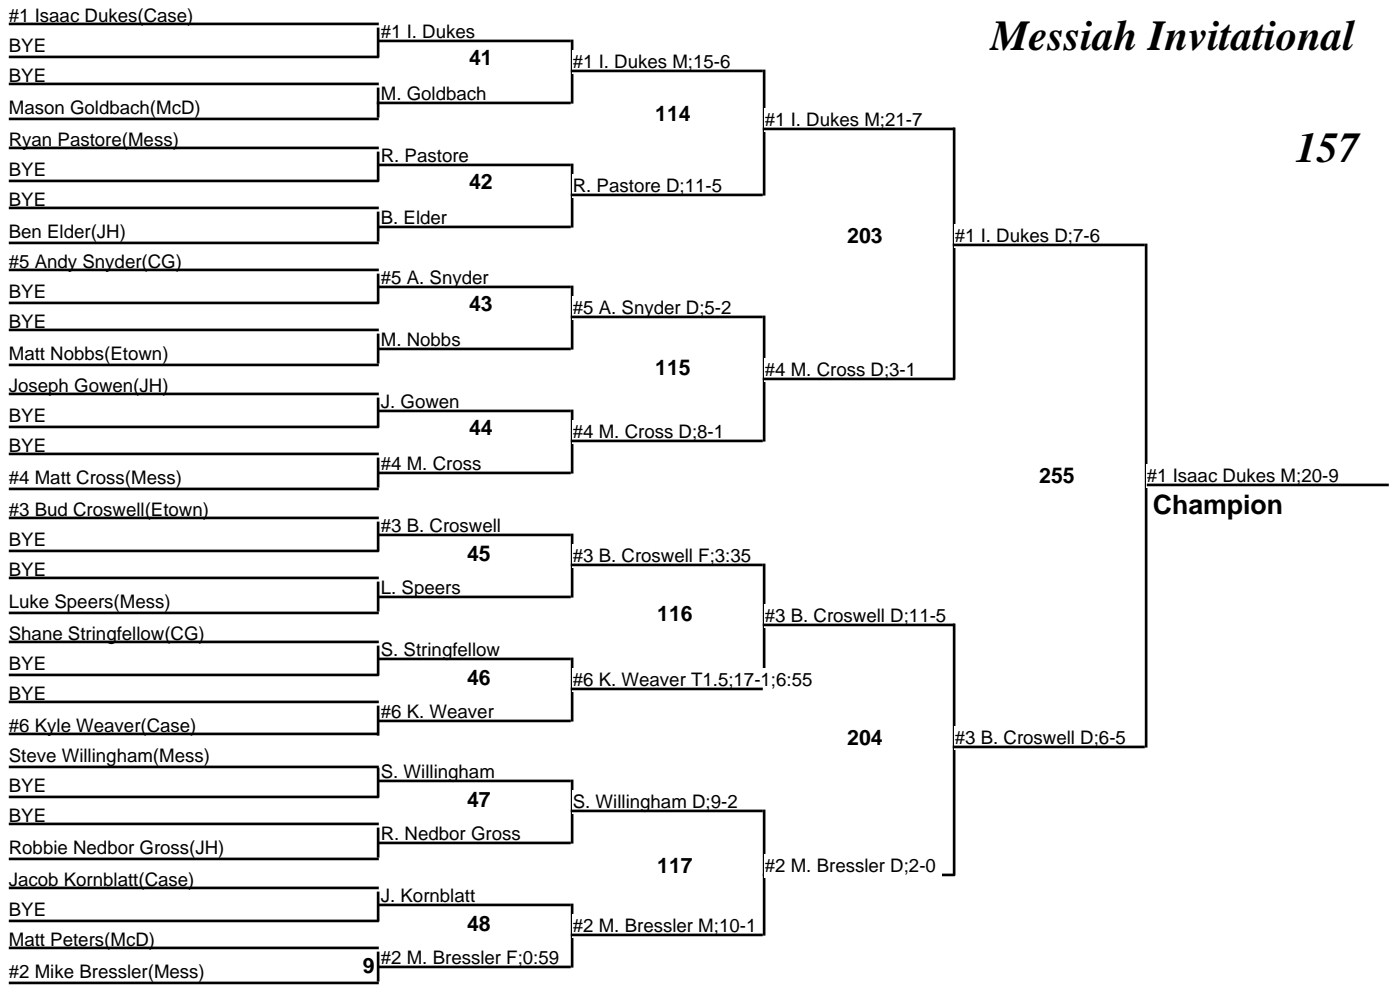 Messiah Invitational
157
#1 Isaac Dukes(Case)
BYE
BYE
Mason Goldbach(McD)
Ryan Pastore(Mess)
BYE
BYE
Ben Elder(JH)
#5 Andy Snyder(CG)
BYE
BYE
Matt Nobbs(Etown)
Joseph Gowen(JH)
BYE
BYE
#4 Matt Cross(Mess)
#3 Bud Croswell(Etown)
BYE
BYE
Luke Speers(Mess)
Shane Stringfellow(CG)
BYE
BYE
#6 Kyle Weaver(Case)
Steve Willingham(Mess)
BYE
BYE
Robbie Nedbor Gross(JH)
Jacob Kornblatt(Case)
BYE
Matt Peters(McD)
#2 Mike Bressler(Mess)
9
#1 I. Dukes
41
M. Goldbach
R. Pastore
42
B. Elder
#5 A. Snyder
43
M. Nobbs
J. Gowen
44
#4 M. Cross
#3 B. Croswell
45
L. Speers
S. Stringfellow
46
#6 K. Weaver
S. Willingham
47
R. Nedbor Gross
J. Kornblatt
48
#2 M. Bressler F;0:59
#1 I. Dukes M;15-6
114
R. Pastore D;11-5
#5 A. Snyder D;5-2
115
#4 M. Cross D;8-1
#3 B. Croswell F;3:35
116
#6 K. Weaver T1.5;17-1;6:55
S. Willingham D;9-2
117
#2 M. Bressler M;10-1
#1 I. Dukes M;21-7
203
#4 M. Cross D;3-1
#3 B. Croswell D;11-5
204
#2 M. Bressler D;2-0
#1 I. Dukes D;7-6
255
#3 B. Croswell D;6-5
#1 Isaac Dukes M;20-9
Champion